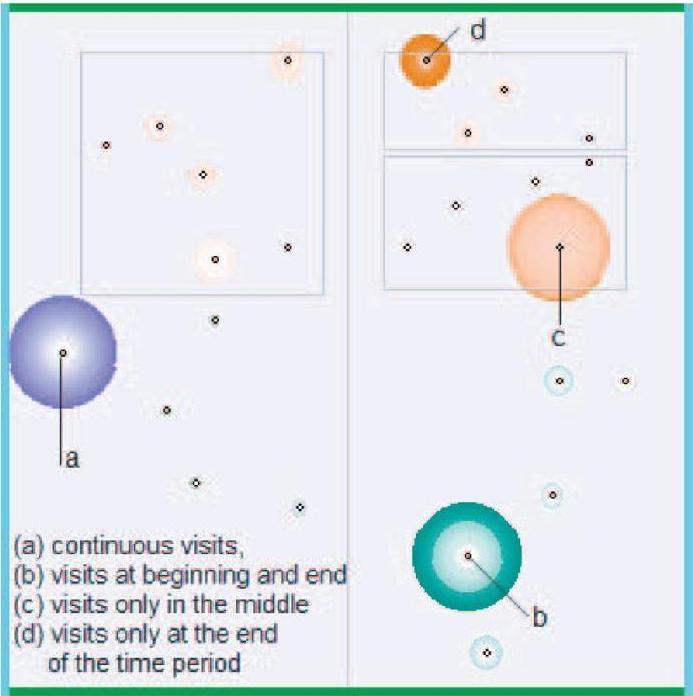 d
c
a
b
(a) continuous visits,
(b) visits at beginning and end
(c) visits only in the middle
(d) visits only at the end
of the time period